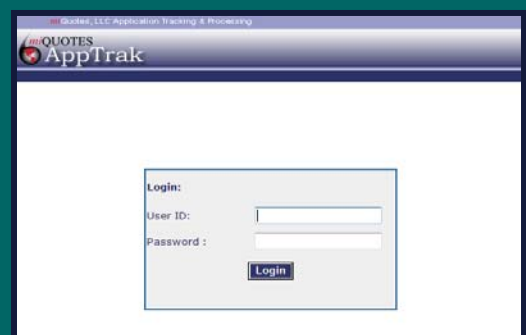 miQuotes, LLC Application Tracking & Processing
miQUOTES
AppTrak
Login:
User ID:
Password :
Login